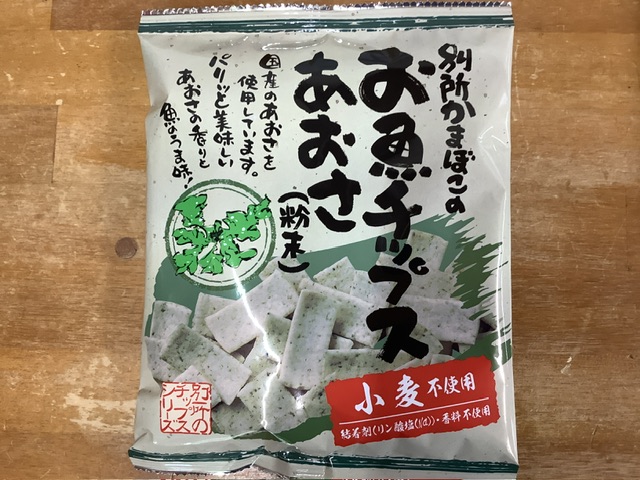 別所かまぼこの
お魚チップス
あおさ
(粉末)
国産のあおさを
使用しています。
パリッと美味しい
あおさの香りと
魚のうま味!
小麦不使用
結着剤(リン酸塩(Na))・香料不使用
別所の
チップス
シリーズ